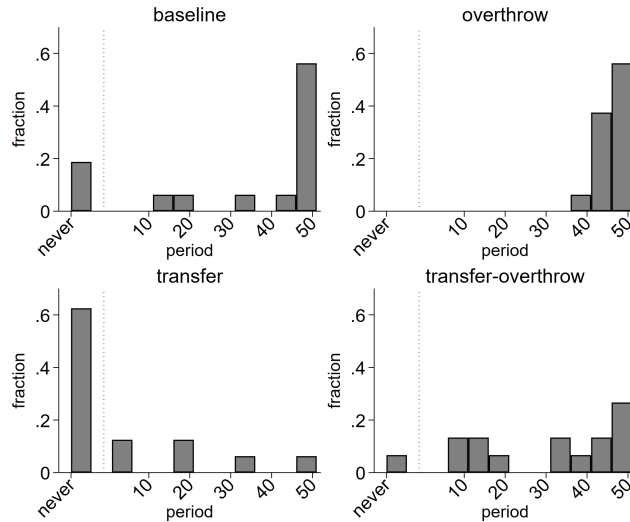 baseline
fraction
.6
.4
.2
0
never
10
20
30
40
50
period
overthrow
fraction
.6
.4
.2
0
never
10
20
30
40
50
period
transfer
fraction
.6
.4
.2
0
never
10
20
30
40
50
period
transfer-overthrow
fraction
.6
.4
.2
0
never
10
20
30
40
50
period